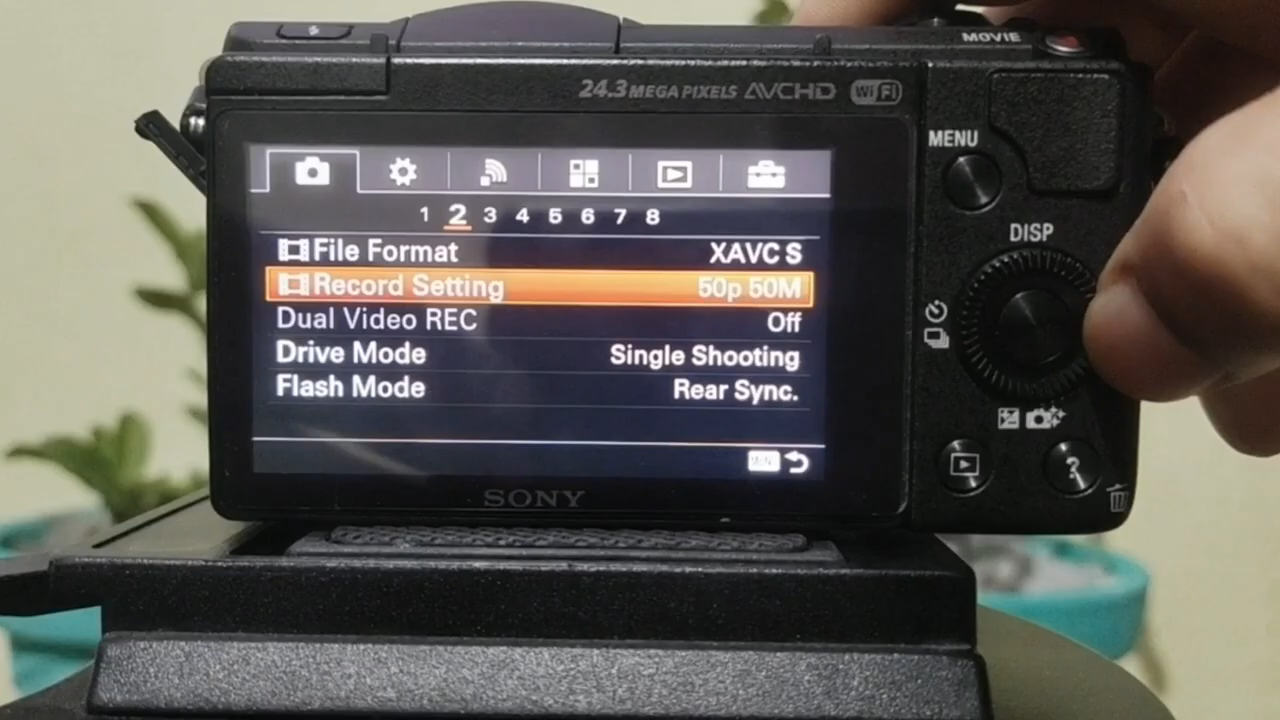 MOVIE
24.3 MEGA PIXELS AVCHD Wi Fi
MENU
1 2 3 4 5 6 7 8
DISP
File Format XAVC S
Record Setting 50p 50M
Dual Video REC Off
Drive Mode Single Shooting
Flash Mode Rear Sync.
MENU
?
SONY